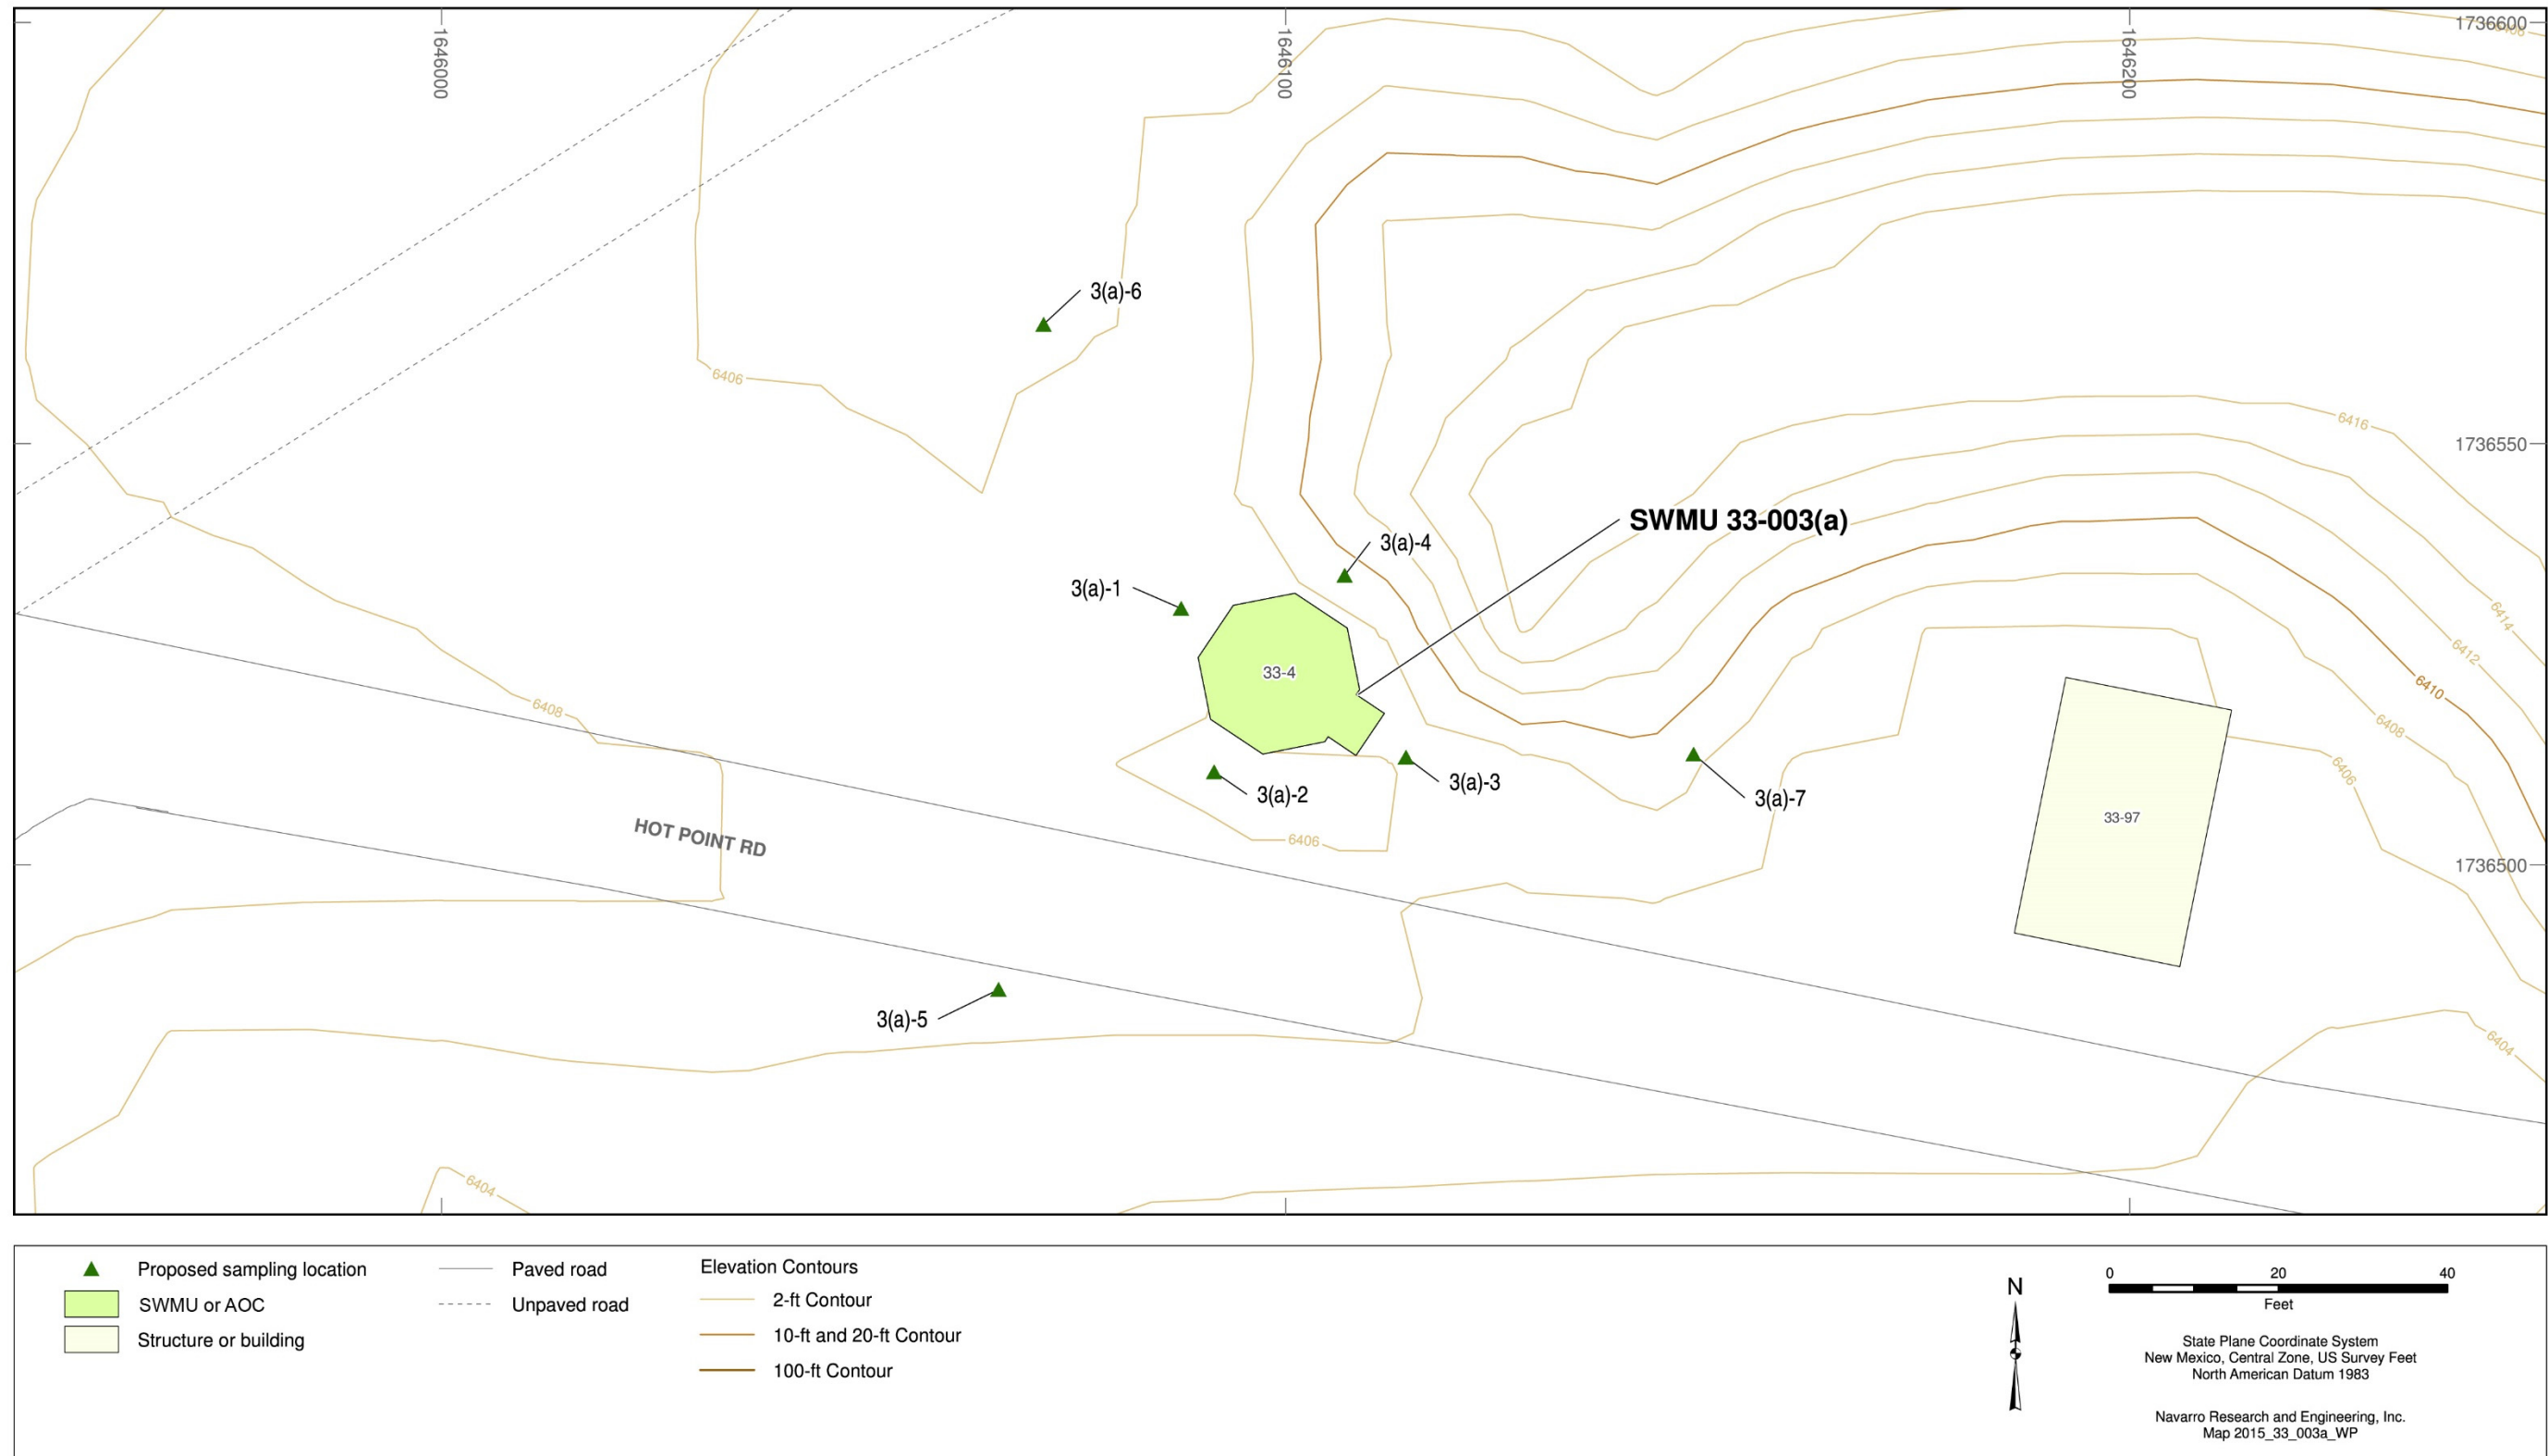 1646000
1646100
1646200
1736600
6406
3(a)-6
6406
6416
1736550
SWMU 33-003(a)
3(a)-4
3(a)-1
6414
6412
33-4
6410
6408
6408
6406
3(a)-3
3(a)-2
3(a)-7
33-97
HOT POINT RD
6406
1736500
3(a)-5
6404
6404
Proposed sampling location
SWMU or AOC
Structure or building
Paved road
Unpaved road
Elevation Contours
2-ft Contour
10-ft and 20-ft Contour
100-ft Contour
N
0 20 40
Feet
State Plane Coordinate System
New Mexico, Central Zone, US Survey Feet
North American Datum 1983
Navarro Research and Engineering, Inc.
Map 2015_33_003a_WP